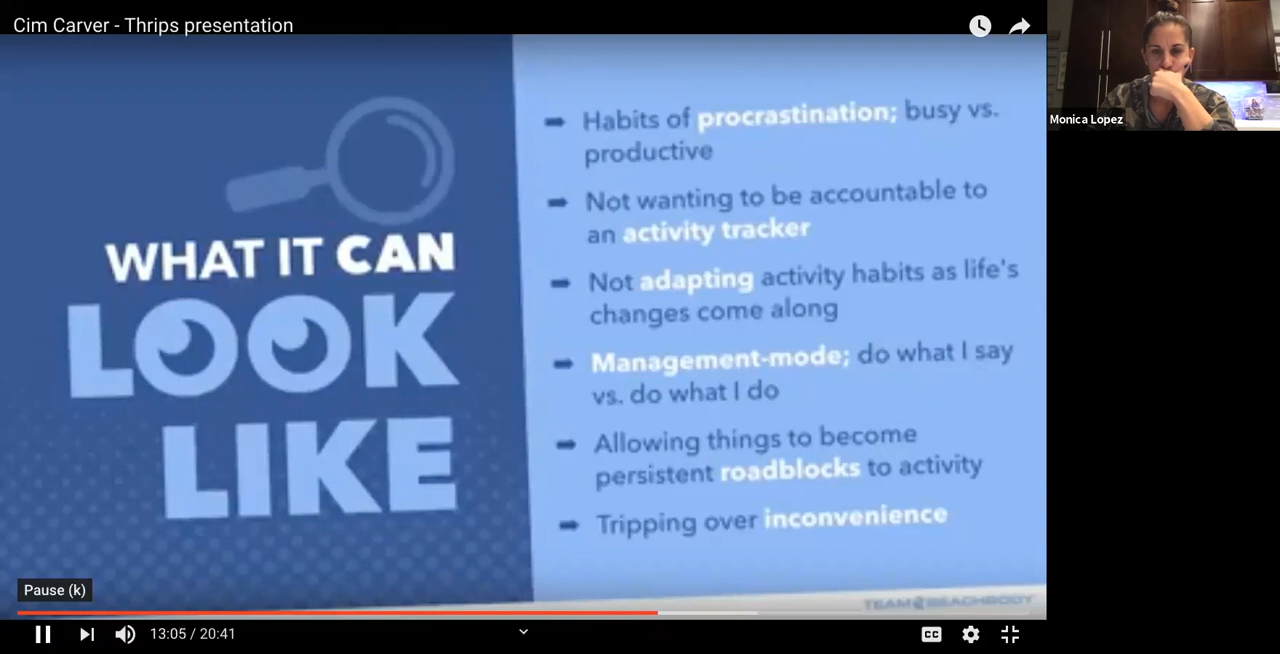 Cim Carver - Thrips presentation
Monica Lopez
WHAT IT CAN
LOOK
LIKE
Habits of procrastination; busy vs.
productive
Not wanting to be accountable to
an activity tracker
Not adapting activity habits as life's
changes come along
Management-mode; do what I say
vs. do what I do
Allowing things to become
persistent roadblocks to activity
Tripping over inconvenience
TEAM BEACHBODY
Pause (k)
13:05 / 20:41
CC